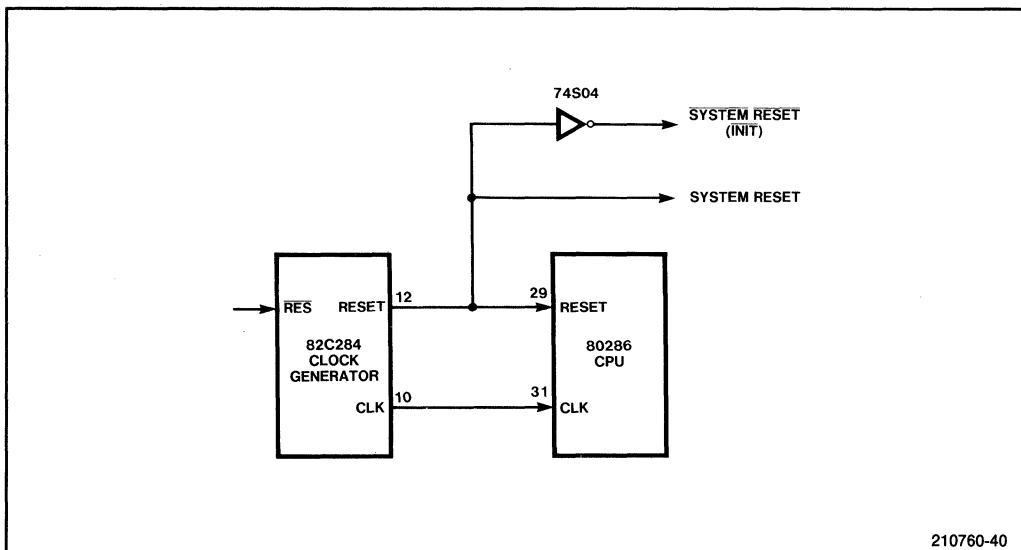 74S04
SYSTEM RESET
(INIT)
SYSTEM RESET
RES RESET 12 29 RESET
82C284
CLOCK
GENERATOR
80286
CPU
CLK 10 31 CLK
210760-40